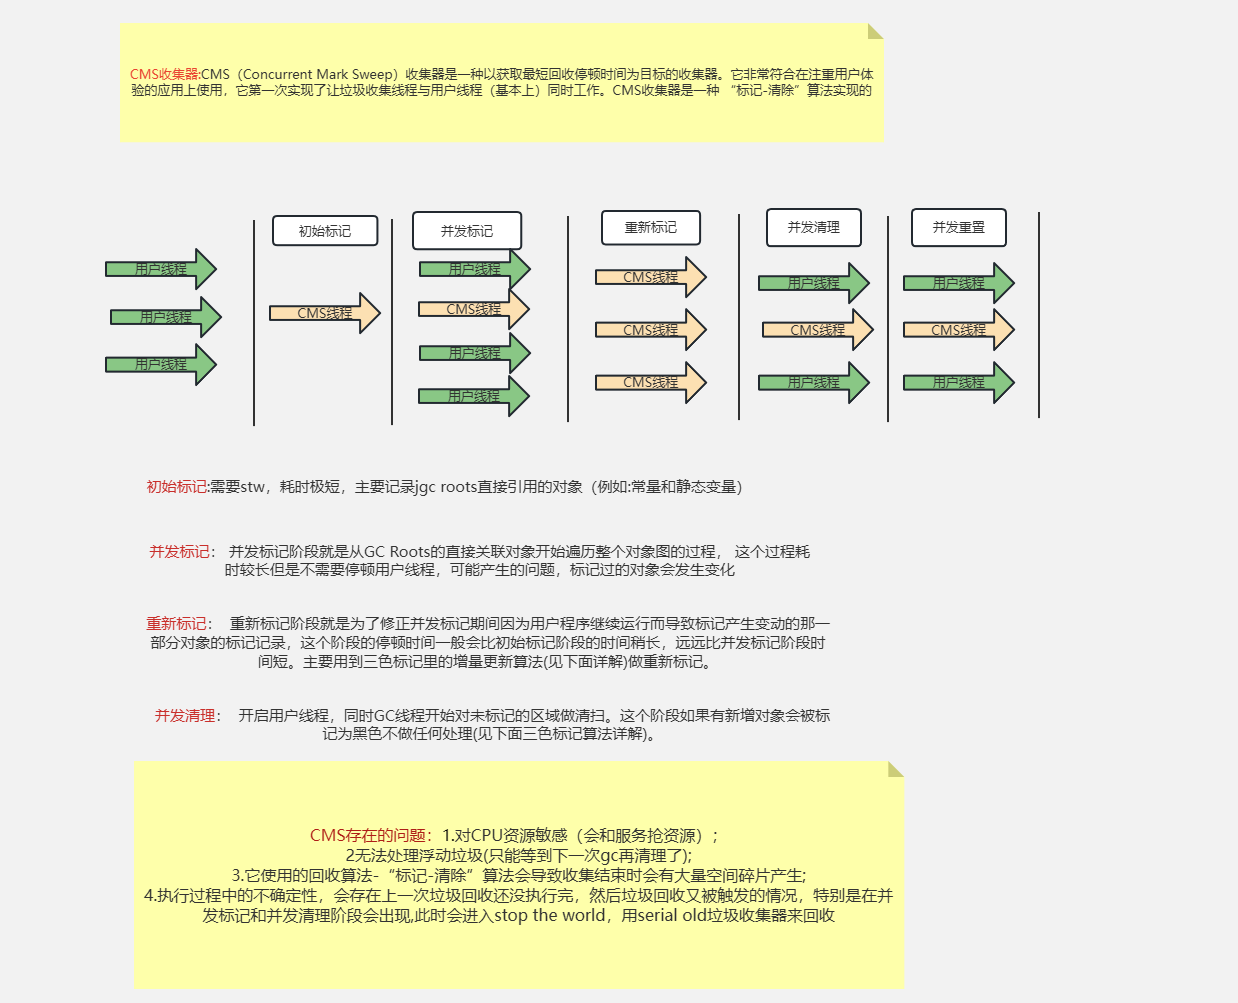 CMS收集器:CMS（Concurrent Mark Sweep）收集器是一种以获取最短回收停顿时间为目标的收集器。它非常符合在注重用户体
验的应用上使用，它第一次实现了让垃圾收集线程与用户线程（基本上）同时工作。CMS收集器是一种 “标记-清除”算法实现的
初始标记
并发标记
重新标记
并发清理
并发重置
用户线程
用户线程
用户线程
CMS线程
用户线程
CMS线程
用户线程
用户线程
CMS线程
CMS线程
CMS线程
用户线程
CMS线程
用户线程
用户线程
CMS线程
用户线程
初始标记:需要stw，耗时极短，主要记录jgc roots直接引用的对象（例如:常量和静态变量）
并发标记： 并发标记阶段就是从GC Roots的直接关联对象开始遍历整个对象图的过程， 这个过程耗
时较长但是不需要停顿用户线程，可能产生的问题，标记过的对象会发生变化
重新标记： 重新标记阶段就是为了修正并发标记期间因为用户程序继续运行而导致标记产生变动的那一
部分对象的标记记录，这个阶段的停顿时间一般会比初始标记阶段的时间稍长，远远比并发标记阶段时
间短。主要用到三色标记里的增量更新算法(见下面详解)做重新标记。
并发清理： 开启用户线程，同时GC线程开始对未标记的区域做清扫。这个阶段如果有新增对象会被标
记为黑色不做任何处理(见下面三色标记算法详解)。
CMS存在的问题：1.对CPU资源敏感（会和服务抢资源）；
2无法处理浮动垃圾(只能等到下一次gc再清理了);
3.它使用的回收算法-“标记-清除”算法会导致收集结束时会有大量空间碎片产生;
4.执行过程中的不确定性，会存在上一次垃圾回收还没执行完，然后垃圾回收又被触发的情况，特别是在并
发标记和并发清理阶段会出现,此时会进入stop the world，用serial old垃圾收集器来回收